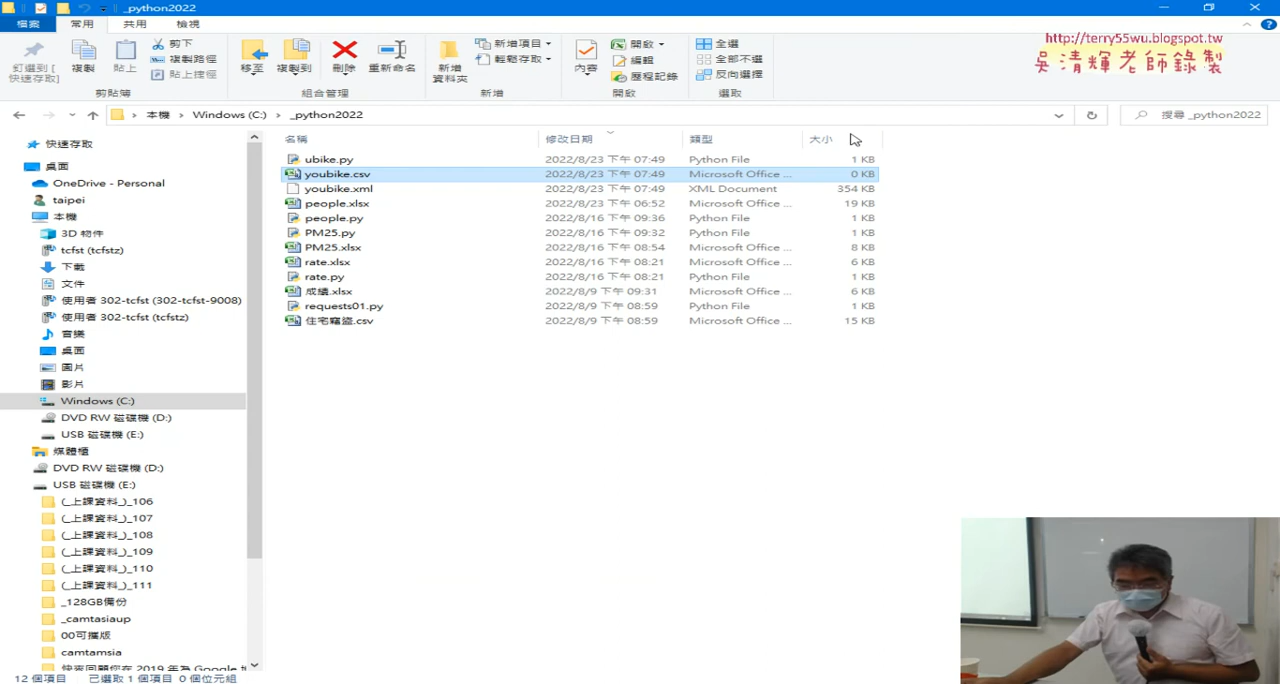 _python2022
檔案 常用 共用 檢視
釘選到 [快速存取]
複製
貼上
剪下
複製路徑
貼上捷徑
剪貼簿
移至
複製到
刪除
重新命名
組合管理
新增資料夾
新增項目
輕鬆存取
新增
內容
開啟
編輯
歷程記錄
開啟
全選
全部不選
反向選擇
選取
http://terry55wu.blogspot.tw
吳清輝老師錄製
本機 Windows (C:) _python2022
搜尋 _python2022
快速存取
桌面
OneDrive - Personal
taipei
本機
3D 物件
tcfst (tcfstz)
下載
文件
使用者 302-tcfst (302-tcfst-9008)
使用者 302-tcfst (tcfstz)
音樂
桌面
圖片
影片
Windows (C:)
DVD RW 磁碟機 (D:)
USB 磁碟機 (E:)
媒體櫃
DVD RW 磁碟機 (D:)
USB 磁碟機 (E:)
(_上課資料_)_106
(_上課資料_)_107
(_上課資料_)_108
(_上課資料_)_109
(_上課資料_)_110
(_上課資料_)_111
_128GB備份
_camtasiaup
00可攜版
camtamsia
快來回顧您在 2019 年為 Google
名稱 修改日期 類型 大小
ubike.py 2022/8/23 下午 07:49 Python File 1 KB
youbike.csv 2022/8/23 下午 07:49 Microsoft Office ... 0 KB
youbike.xml 2022/8/23 下午 07:49 XML Document 354 KB
people.xlsx 2022/8/23 下午 06:52 Microsoft Office ... 19 KB
people.py 2022/8/16 下午 09:36 Python File 1 KB
PM25.py 2022/8/16 下午 09:32 Python File 1 KB
PM25.xlsx 2022/8/16 下午 08:54 Microsoft Office ... 8 KB
rate.xlsx 2022/8/16 下午 08:21 Microsoft Office ... 6 KB
rate.py 2022/8/16 下午 08:21 Python File 1 KB
成績.xlsx 2022/8/9 下午 09:31 Microsoft Office ... 6 KB
requests01.py 2022/8/9 下午 08:59 Python File 1 KB
住宅竊盜.csv 2022/8/9 下午 08:59 Microsoft Office ... 15 KB
12 個項目 已選取 1 個項目 0 個位元組